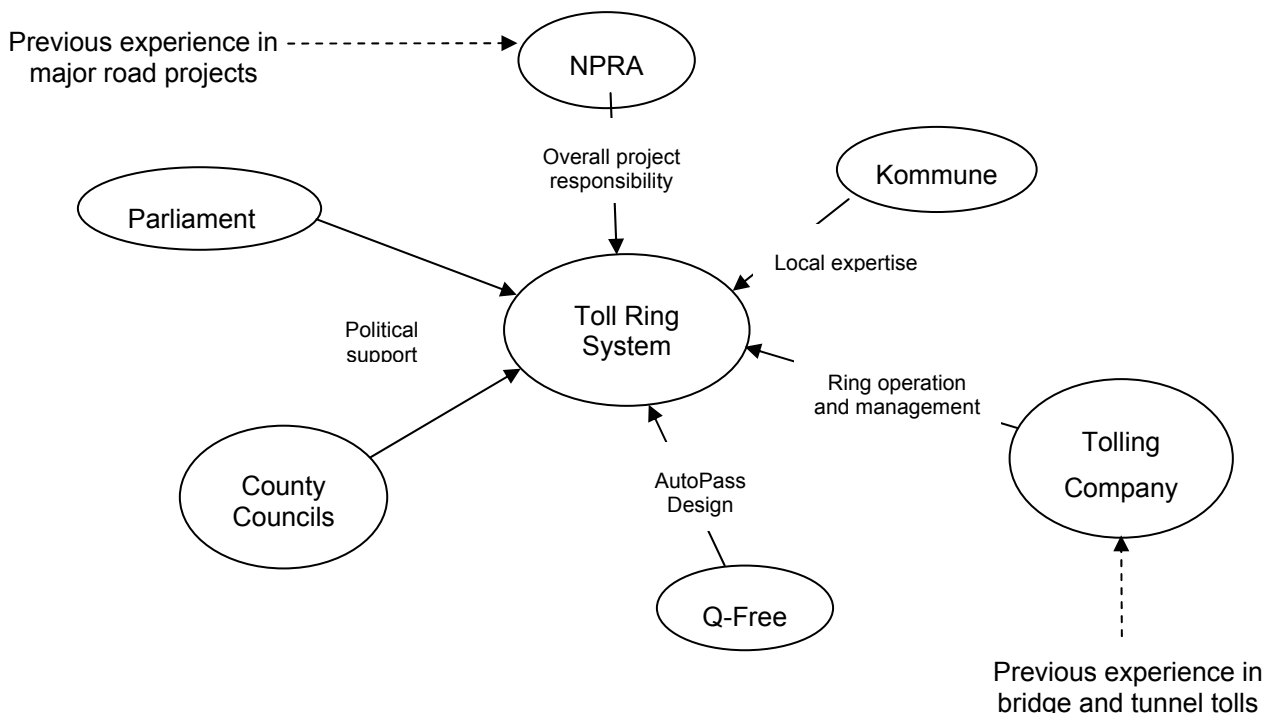 Previous experience in
major road projects
NPRA
Overall project
responsibility
Kommune
Parliament
Local expertise
Toll Ring
System
Political
support
Ring operation
and management
Tolling
Company
County
Councils
AutoPass
Design
Q-Free
Previous experience in
bridge and tunnel tolls